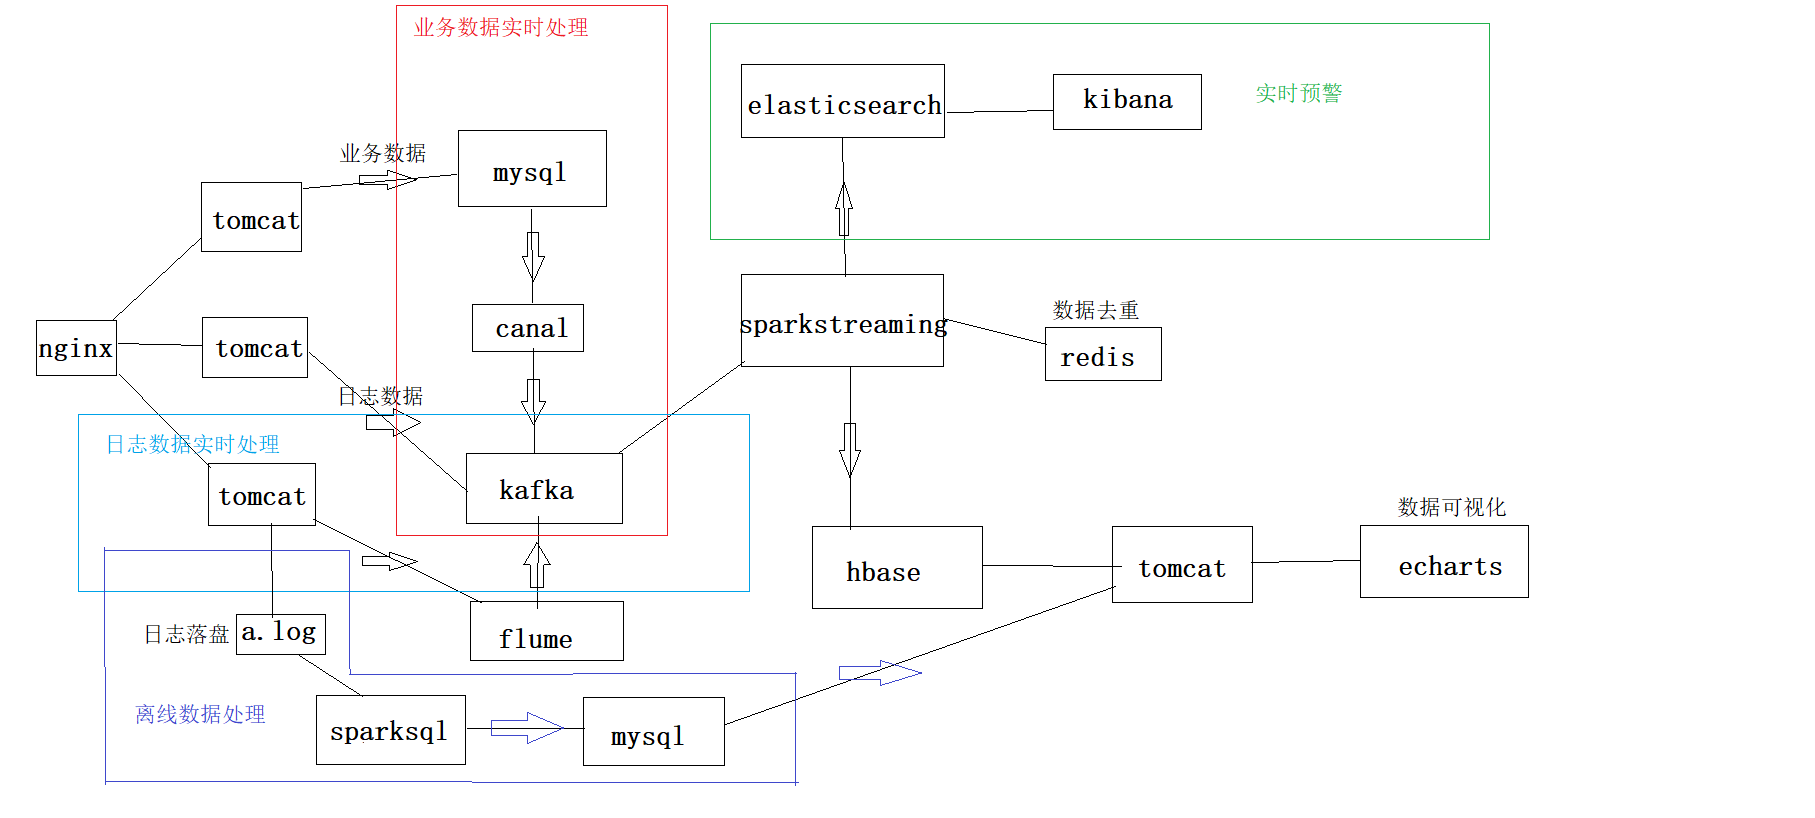 业务数据实时处理
elasticsearch
kibana
实时预警
业务数据
mysql
tomcat
canal
nginx
tomcat
sparkstreaming
数据去重
redis
日志数据
日志数据实时处理
tomcat
kafka
数据可视化
hbase
tomcat
echarts
日志落盘
a.log
flume
离线数据处理
sparksql
mysql